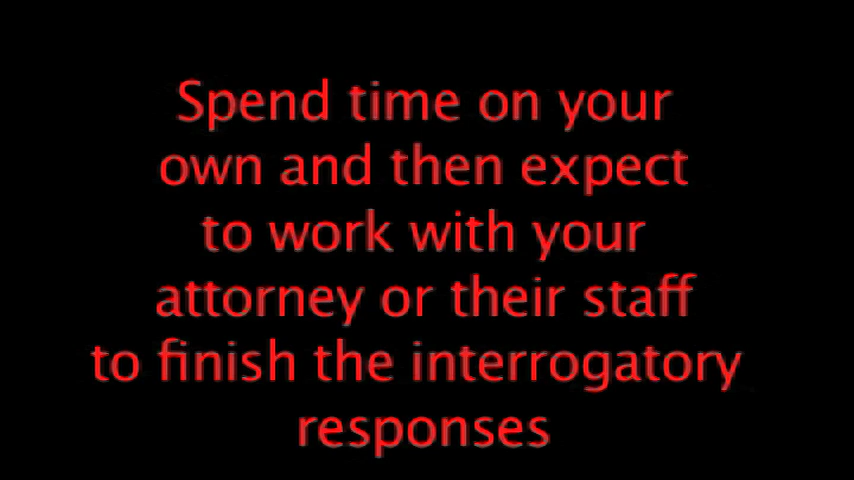 Spend time on your
own and then expect
to work with your
attorney or their staff
to finish the interrogatory
responses